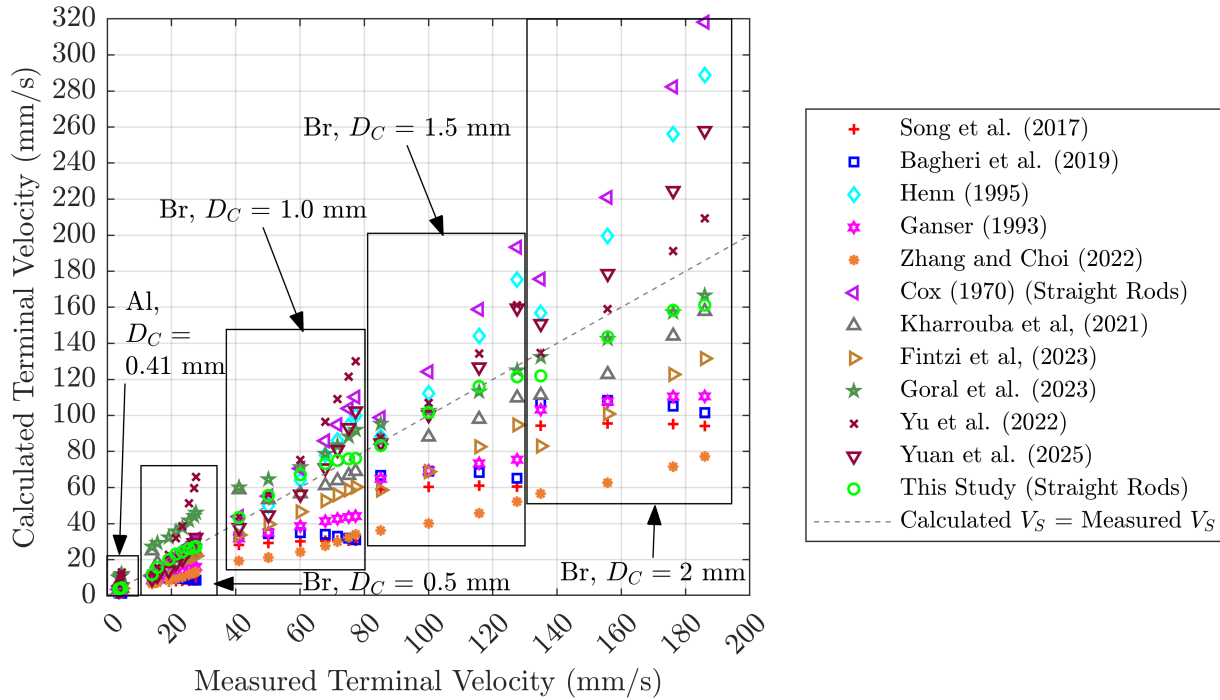 Calculated Terminal Velocity (mm/s)
320
300
280
260
240
220
200
180
160
140
120
100
80
60
40
20
0
Br, D_C = 1.5 mm
Br, D_C = 1.0 mm
Al,
D_C =
0.41 mm
Br, D_C = 0.5 mm
Br, D_C = 2 mm
0
20
40
60
80
100
120
140
160
180
200
Measured Terminal Velocity (mm/s)
Song et al. (2017)
Bagheri et al. (2019)
Henn (1995)
Ganser (1993)
Zhang and Choi (2022)
Cox (1970) (Straight Rods)
Kharrouba et al, (2021)
Fintzi et al, (2023)
Goral et al. (2023)
Yu et al. (2022)
Yuan et al. (2025)
This Study (Straight Rods)
Calculated V_S = Measured V_S